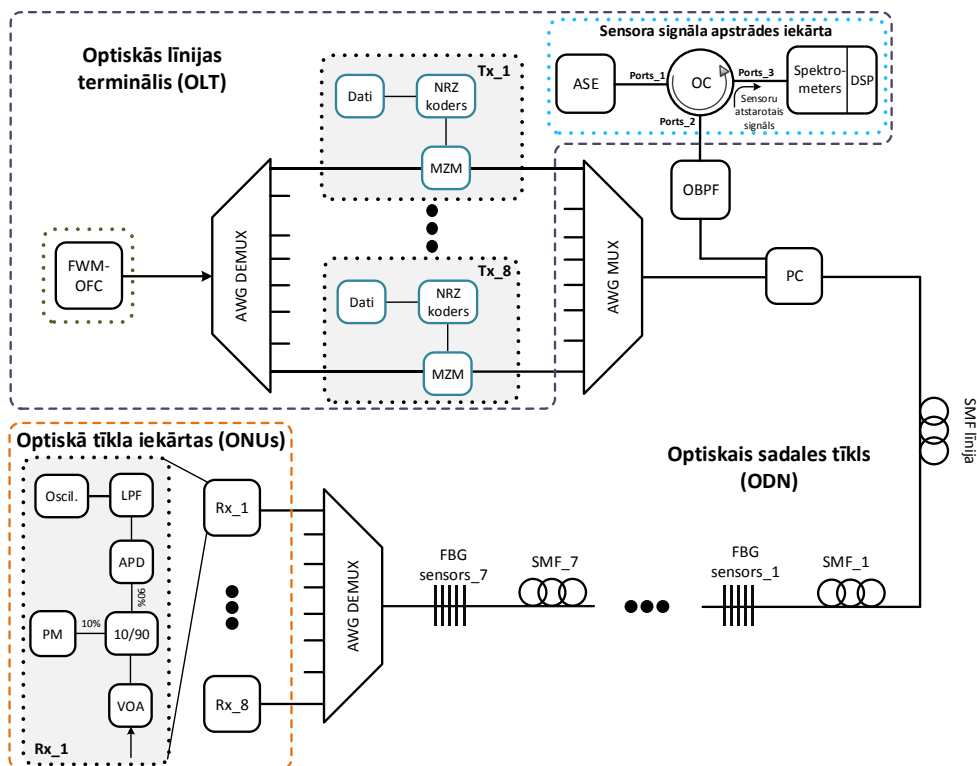 Optiskās līnijas
terminālis (OLT)
Tx_1
Dati
NRZ
koders
MZM
Sensora signāla apstrādes iekārta
ASE
Ports_1
OC
Ports_3
Ports_2
Sensoru
atstarotais
signāls
Spektro-
meters
DSP
OBPF
FWM-
OFC
AWG DEMUX
Tx_8
Dati
NRZ
koders
MZM
AWG MUX
PC
SMF līnija
Optiskais sadales tīkls
(ODN)
Optiskā tīkla iekārtas (ONUs)
Oscil.
LPF
APD
90%
PM
10%
10/90
VOA
Rx_1
Rx_1
Rx_8
AWG DEMUX
FBG
sensors_7
SMF_7
FBG
sensors_1
SMF_1